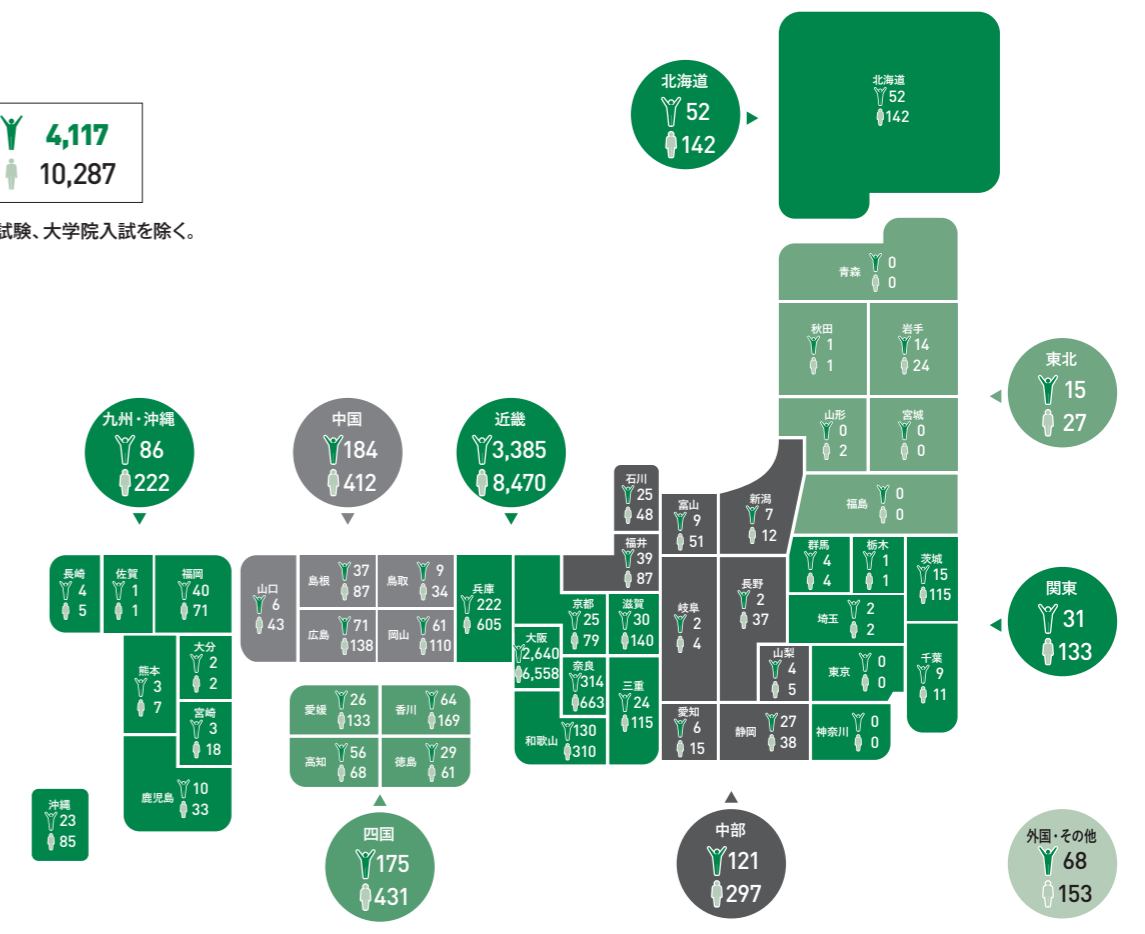 4,117
10,287
試験、大学院入試を除く。
北海道
52
142
北海道
52
142
青森
0
0
秋田
1
1
岩手
14
24
山形
0
2
宮城
0
0
福島
0
0
東北
15
27
九州・沖縄
86
222
中国
184
412
近畿
3,385
8,470
石川
25
48
富山
9
51
新潟
7
12
福井
39
87
群馬
4
4
栃木
1
1
茨城
15
115
関東
31
133
長崎
4
5
佐賀
1
1
福岡
40
71
山口
6
43
島根
37
87
鳥取
9
34
兵庫
222
605
京都
25
79
滋賀
30
140
岐阜
2
4
長野
2
37
埼玉
2
2
広島
71
138
岡山
61
110
大阪
2,640
6,558
奈良
314
663
三重
24
115
山梨
4
5
東京
0
0
千葉
9
11
熊本
3
7
大分
2
2
宮崎
3
18
愛媛
26
133
香川
64
169
高知
56
68
徳島
29
61
和歌山
130
310
愛知
6
15
静岡
27
38
神奈川
0
0
鹿児島
10
33
沖縄
23
85
四国
175
431
中部
121
297
外国・その他
68
153